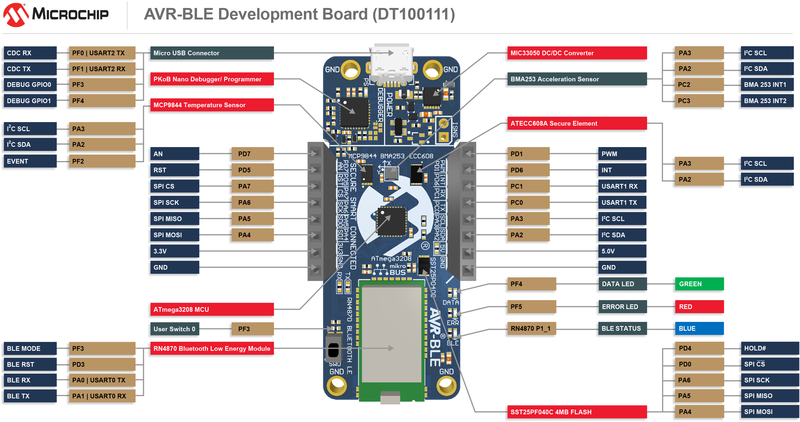 MICROCHIP
AVR-BLE Development Board (DT100111)
CDC RX
PF0 | USART2 TX
Micro USB Connector
CDC TX
PF1 | USART2 RX
PKoB Nano Debugger/ Programmer
DEBUG GPIO0
PF3
DEBUG GPIO1
PF4
MCP9844 Temperature Sensor
I²C SCL
PA3
I²C SDA
PA2
EVENT
PF2
AN
PD7
RST
PD5
SPI CS
PA7
SPI SCK
PA6
SPI MISO
PA5
SPI MOSI
PA4
3.3V
GND
ATmega3208 MCU
User Switch 0
PF3
BLE MODE
PF3
RN4870 Bluetooth Low Energy Module
BLE RST
PD3
BLE RX
PA0 | USART0 TX
BLE TX
PA1 | USART0 RX
GND
GND
PS
DEBUGGER
POWER
MCP9844 BMA253 ECC608
SECURE SMART CONNECTED
ATmega3208
mikro
BUS
TX
RN4870 BLUETOOTH LE
DATA
ERR
BLE
AVR-BLE
SW0
GND
GND
MIC33050 DC/DC Converter
PA3
I²C SCL
BMA253 Acceleration Sensor
PA2
I²C SDA
PC2
BMA 253 INT1
PC3
BMA 253 INT2
ATECC608A Secure Element
PA3
I²C SCL
PA2
I²C SDA
PD1
PWM
PD6
INT
PC1
USART1 RX
PC0
USART1 TX
PA3
I²C SCL
PA2
I²C SDA
5.0V
GND
PF4
DATA LED
GREEN
PF5
ERROR LED
RED
RN4870 P1_1
BLE STATUS
BLUE
PD4
HOLD#
PD0
SPI C̅S̅
PA6
SPI SCK
PA5
SPI MISO
PA4
SPI MOSI
SST25PF040C 4MB FLASH